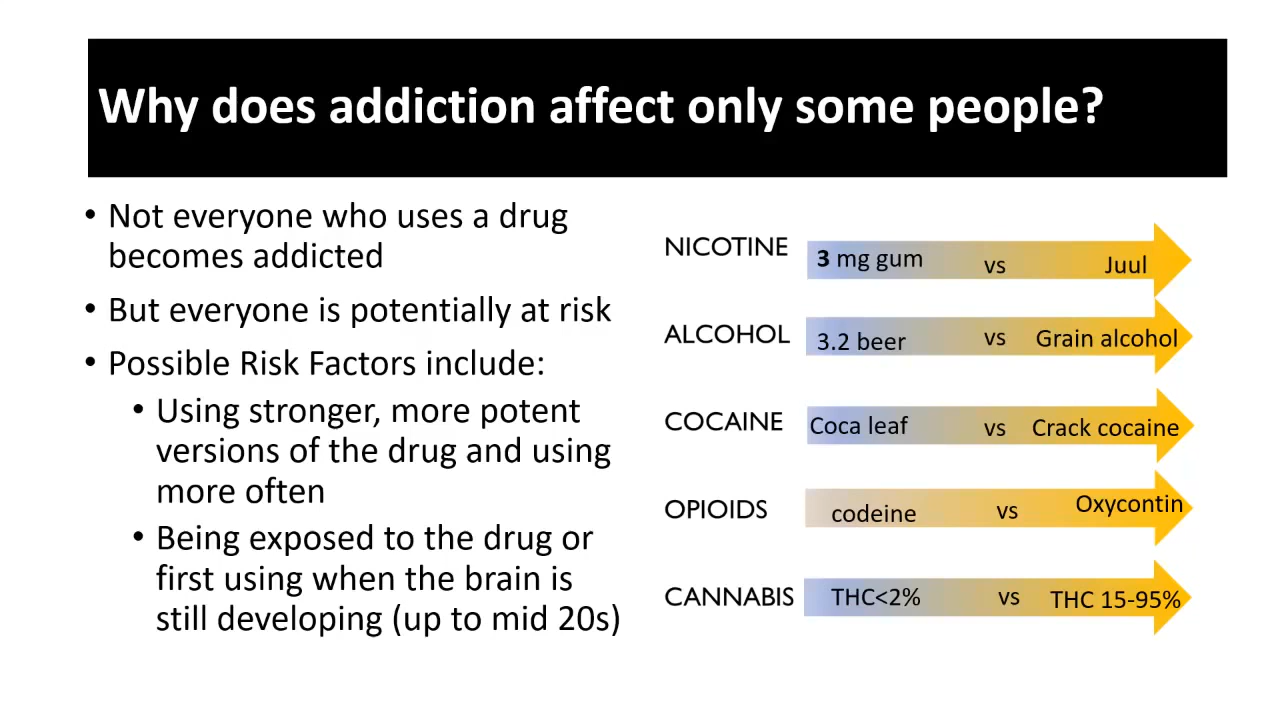 Why does addiction affect only some people?
• Not everyone who uses a drug
becomes addicted
• But everyone is potentially at risk
• Possible Risk Factors include:
• Using stronger, more potent
versions of the drug and using
more often
• Being exposed to the drug or
first using when the brain is
still developing (up to mid 20s)
NICOTINE 3 mg gum vs Juul
ALCOHOL 3.2 beer vs Grain alcohol
COCAINE Coca leaf vs Crack cocaine
OPIOIDS codeine vs Oxycontin
CANNABIS THC<2% vs THC 15-95%